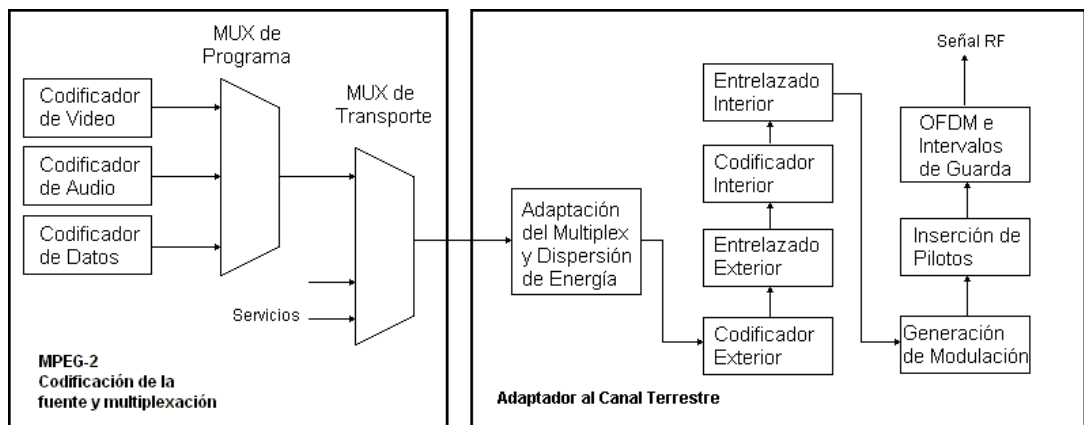 MUX de
Programa
Codificador
de Video
Codificador
de Audio
Codificador
de Datos
MUX de
Transporte
Servicios
MPEG-2
Codificación de la
fuente y multiplexación
Adaptación
del Multiplex
y Dispersión
de Energía
Entrelazado
Interior
Codificador
Interior
Entrelazado
Exterior
Codificador
Exterior
Señal RF
OFDM e
Intervalos
de Guarda
Inserción de
Pilotos
Generación
de Modulación
Adaptador al Canal Terrestre